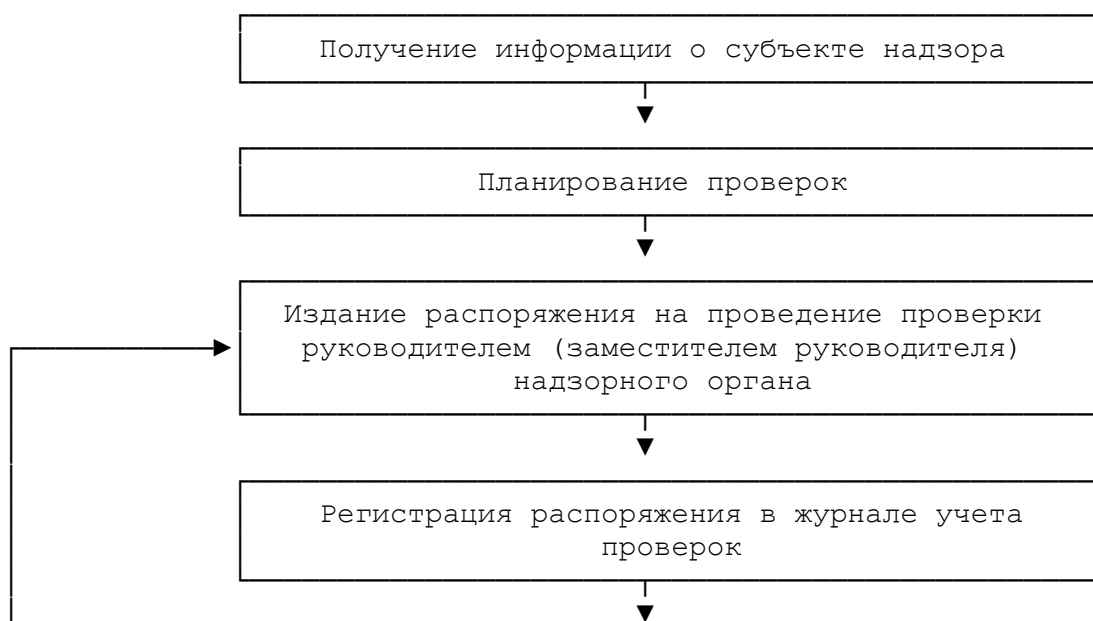 Получение информации о субъекте надзора
Планирование проверок
Издание распоряжения на проведение проверки
руководителем (заместителем руководителя)
надзорного органа
Регистрация распоряжения в журнале учета
проверок